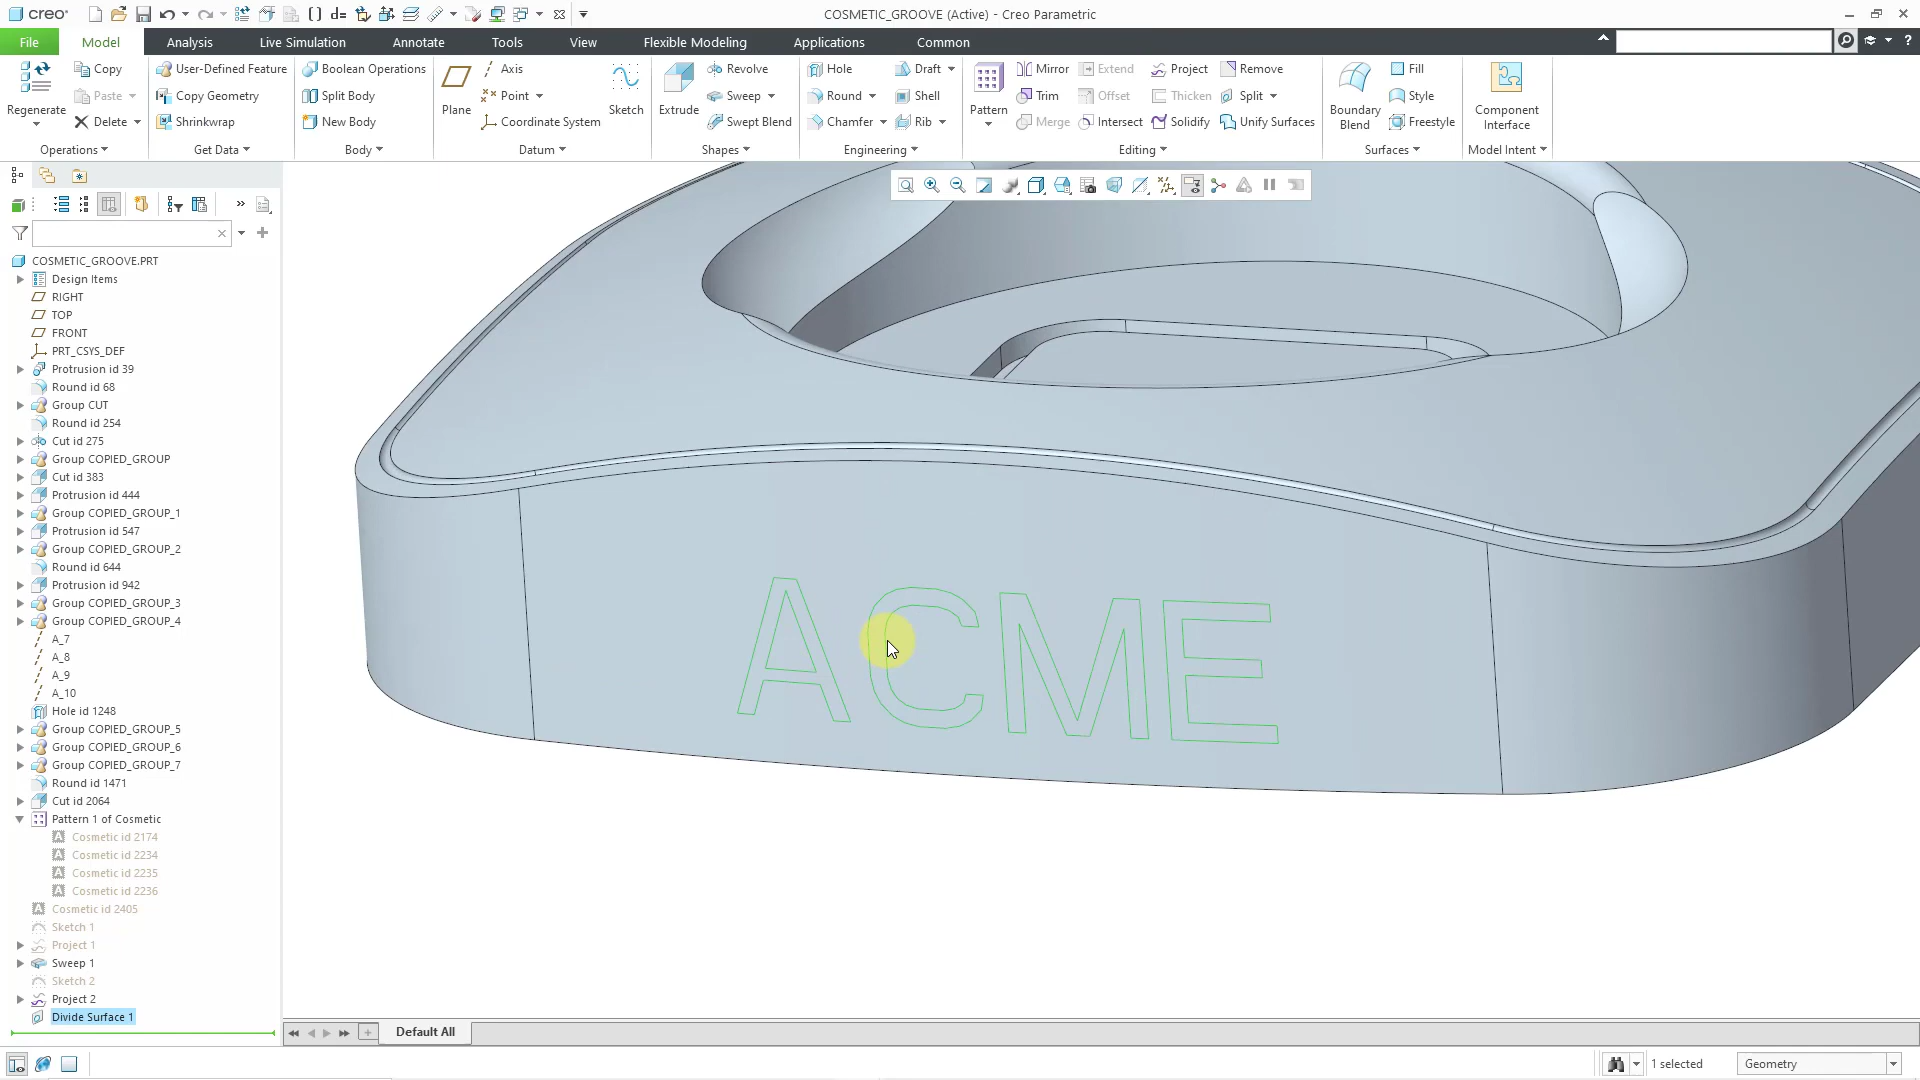 creo
COSMETIC_GROOVE (Active) - Creo Parametric
File
Model
Analysis
Live Simulation
Annotate
Tools
View
Flexible Modeling
Applications
Common
Regenerate
Copy
Paste
Delete
Operations
User-Defined Feature
Copy Geometry
Shrinkwrap
Get Data
Boolean Operations
Split Body
New Body
Body
Plane
Axis
Point
Coordinate System
Sketch
Datum
Extrude
Revolve
Sweep
Swept Blend
Shapes
Hole
Round
Chamfer
Draft
Shell
Rib
Engineering
Pattern
Mirror
Trim
Merge
Extend
Offset
Intersect
Project
Thicken
Solidify
Remove
Split
Unify Surfaces
Editing
Boundary
Blend
Fill
Style
Freestyle
Surfaces
Component
Interface
Model Intent
COSMETIC_GROOVE.PRT
Design Items
RIGHT
TOP
FRONT
PRT_CSYS_DEF
Protrusion id 39
Round id 68
Group CUT
Round id 254
Cut id 275
Group COPIED_GROUP
Cut id 383
Protrusion id 444
Group COPIED_GROUP_1
Protrusion id 547
Group COPIED_GROUP_2
Round id 644
Protrusion id 942
Group COPIED_GROUP_3
Group COPIED_GROUP_4
A_7
A_8
A_9
A_10
Hole id 1248
Group COPIED_GROUP_5
Group COPIED_GROUP_6
Group COPIED_GROUP_7
Round id 1471
Cut id 2064
Pattern 1 of Cosmetic
Cosmetic id 2174
Cosmetic id 2234
Cosmetic id 2235
Cosmetic id 2236
Cosmetic id 2405
Sketch 1
Project 1
Sweep 1
Sketch 2
Project 2
Divide Surface 1
ACME
Default All
1 selected
Geometry